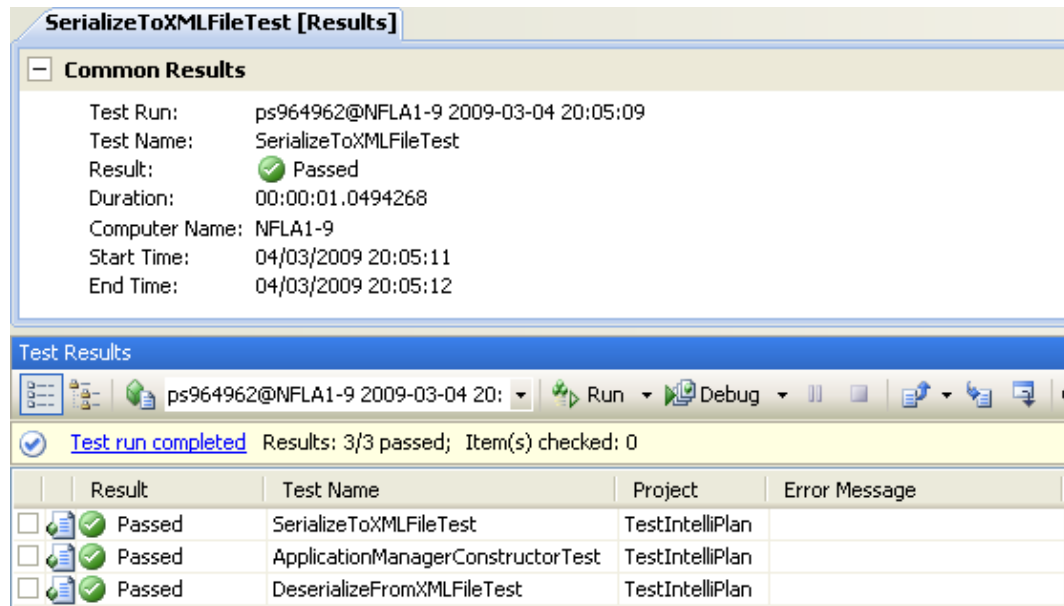 SerializeToXMLFileTest [Results]
Common Results
Test Run: ps964962@NFLA1-9 2009-03-04 20:05:09
Test Name: SerializeToXMLFileTest
Result: Passed
Duration: 00:00:01.0494268
Computer Name: NFLA1-9
Start Time: 04/03/2009 20:05:11
End Time: 04/03/2009 20:05:12
Test Results
ps964962@NFLA1-9 2009-03-04 20: Run Debug
Test run completed Results: 3/3 passed; Item(s) checked: 0
Result Test Name Project Error Message
Passed SerializeToXMLFileTest TestIntelliPlan
Passed ApplicationManagerConstructorTest TestIntelliPlan
Passed DeserializeFromXMLFileTest TestIntelliPlan